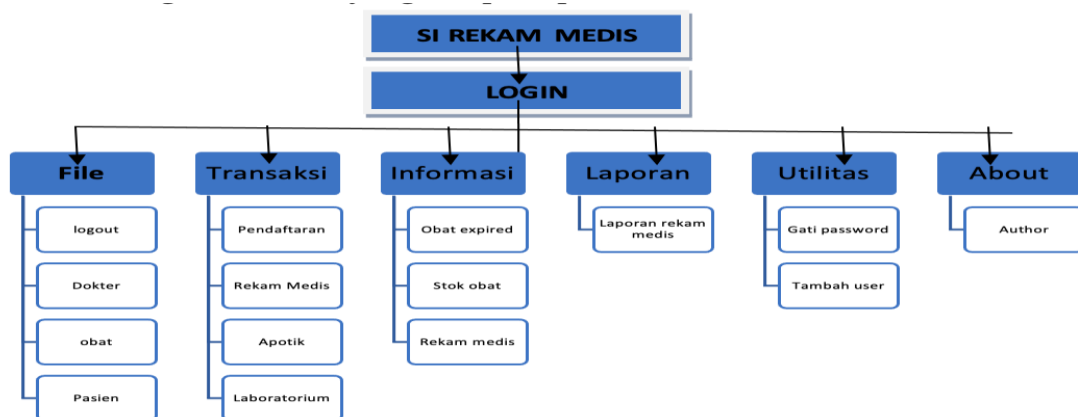 SI REKAM MEDIS
LOGIN
File
Transaksi
Informasi
Laporan
Utilitas
About
logout
Dokter
obat
Pasien
Pendaftaran
Rekam Medis
Apotik
Laboratorium
Obat expired
Stok obat
Rekam medis
Laporan rekam
medis
Gati password
Tambah user
Author